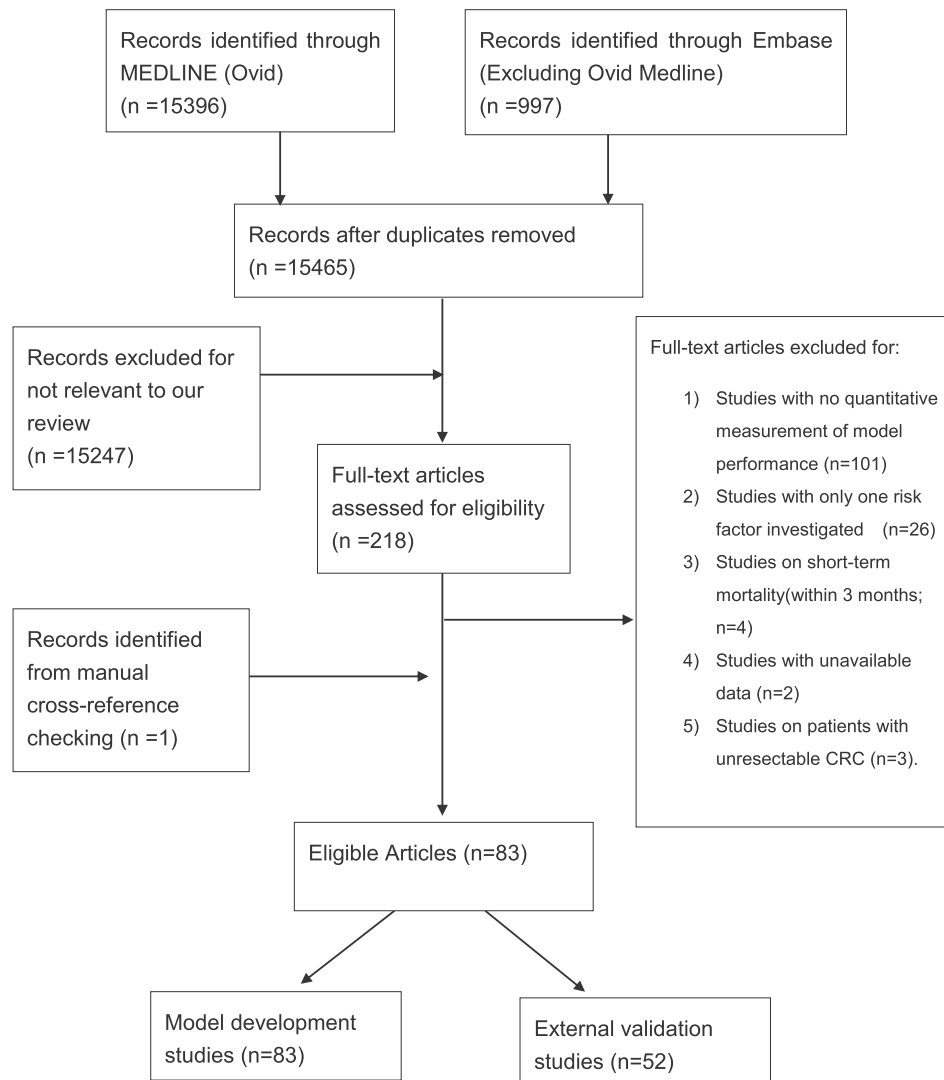 Records identified through
MEDLINE (Ovid)
(n =15396)
Records identified through Embase
(Excluding Ovid Medline)
(n =997)
Records after duplicates removed
(n =15465)
Records excluded for
not relevant to our
review
(n =15247)
Full-text articles
assessed for eligibility
(n =218)
Full-text articles excluded for:
1) Studies with no quantitative
measurement of model
performance (n=101)
2) Studies with only one risk
factor investigated (n=26)
3) Studies on short-term
mortality(within 3 months;
n=4)
4) Studies with unavailable
data (n=2)
5) Studies on patients with
unresectable CRC (n=3).
Records identified
from manual
cross-reference
checking (n =1)
Eligible Articles (n=83)
Model development
studies (n=83)
External validation
studies (n=52)